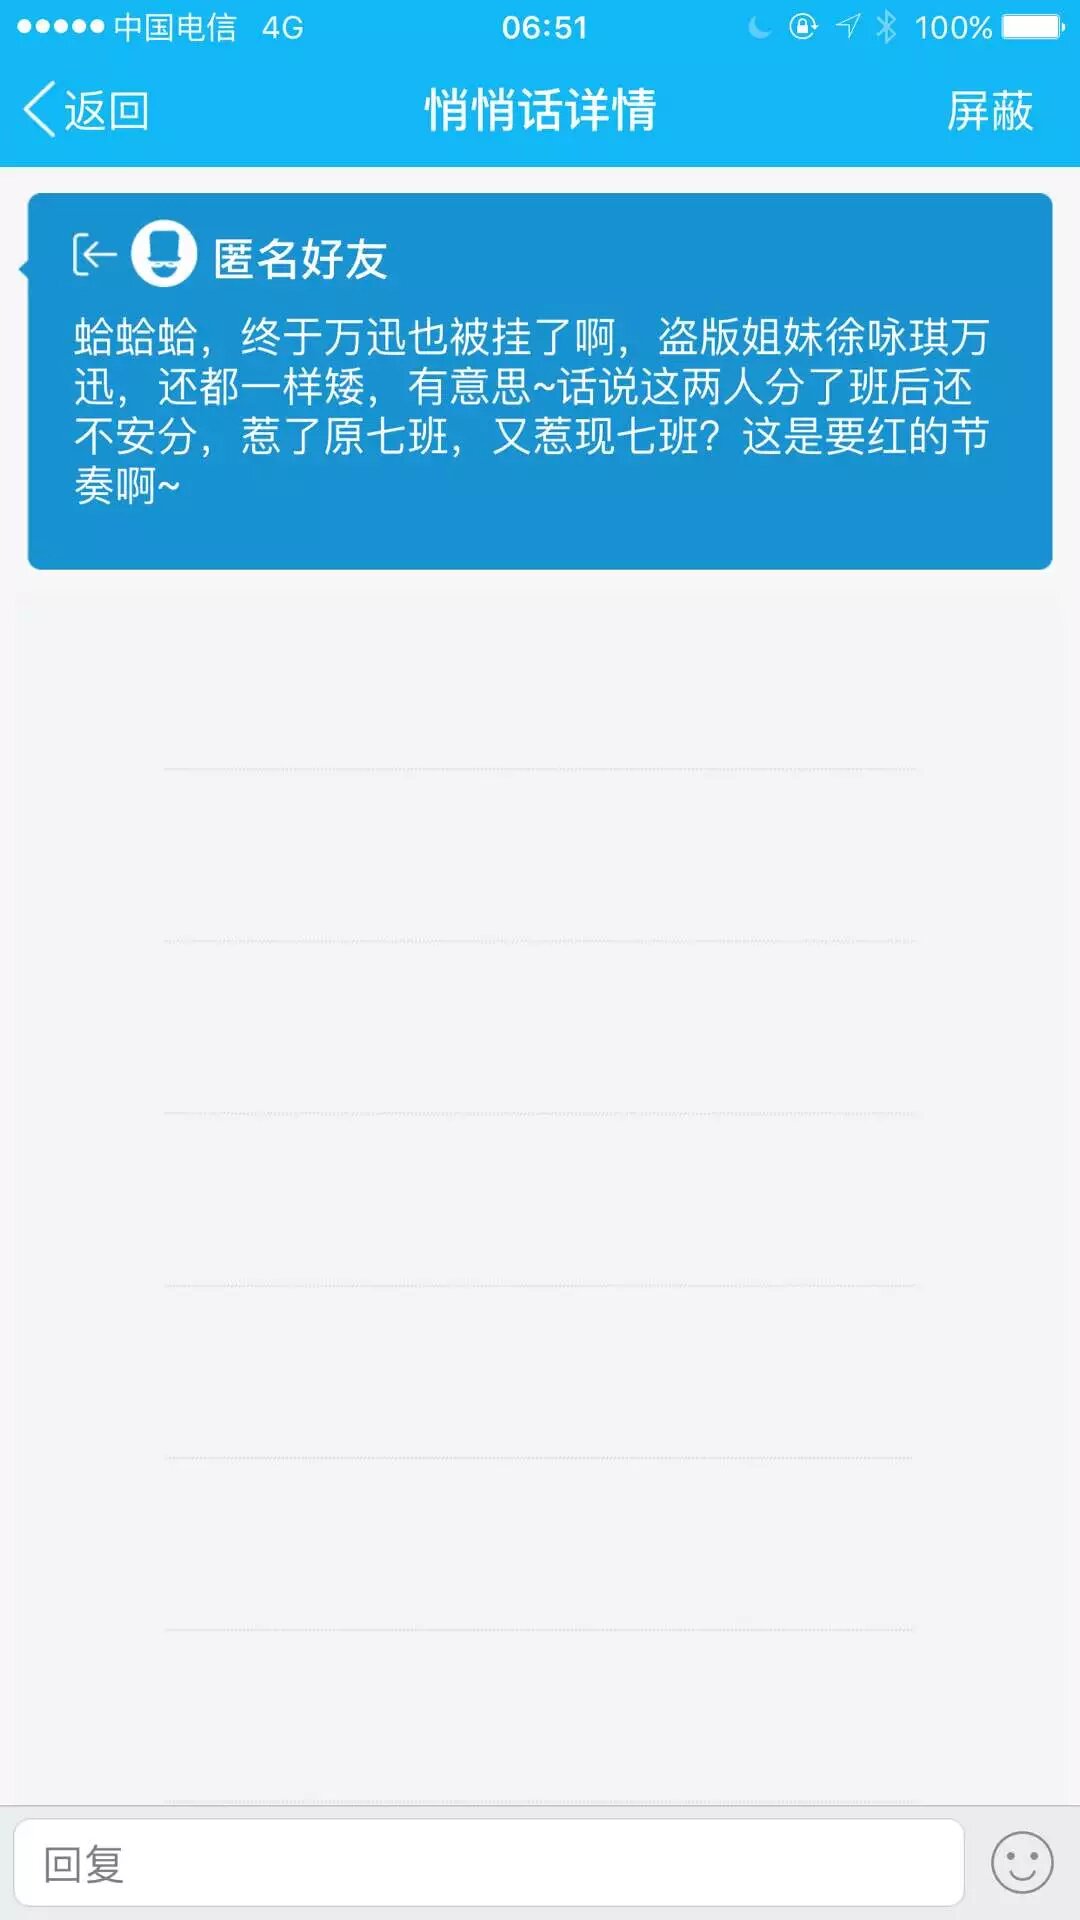 中国电信 4G 06:51 100%
返回 悄悄话详情 屏蔽
匿名好友
蛤蛤蛤，终于万迅也被挂了啊，盗版姐妹徐咏琪万
迅，还都一样矮，有意思~话说这两人分了班后还
不安分，惹了原七班，又惹现七班？这是要红的节
奏啊~
回复